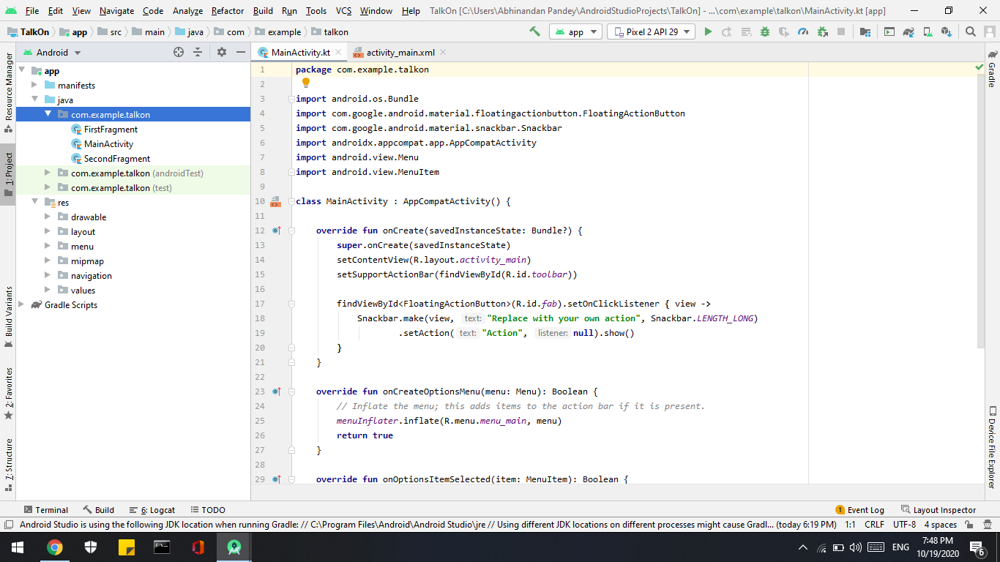 File Edit View Navigate Code Analyze Refactor Build Run Tools VCS Window Help TalkOn [C:\Users\Abhinandan Pandey\AndroidStudioProjects\TalkOn] - ...\com\example\talkon\MainActivity.kt [app]
TalkOn app src main java com example talkon app Pixel 2 API 29
Android
MainActivity.kt activity_main.xml
Resource Manager
1: Project
Build Variants
2: Favorites
7: Structure
app
manifests
java
com.example.talkon
FirstFragment
MainActivity
SecondFragment
com.example.talkon (androidTest)
com.example.talkon (test)
res
drawable
layout
menu
mipmap
navigation
values
Gradle Scripts
1 package com.example.talkon
2
3 import android.os.Bundle
4 import com.google.android.material.floatingactionbutton.FloatingActionButton
5 import com.google.android.material.snackbar.Snackbar
6 import androidx.appcompat.app.AppCompatActivity
7 import android.view.Menu
8 import android.view.MenuItem
9
10 class MainActivity : AppCompatActivity() {
11
12 override fun onCreate(savedInstanceState: Bundle?) {
13 super.onCreate(savedInstanceState)
14 setContentView(R.layout.activity_main)
15 setSupportActionBar(findViewById(R.id.toolbar))
16
17 findViewById<FloatingActionButton>(R.id.fab).setOnClickListener { view ->
18 Snackbar.make(view, text: "Replace with your own action", Snackbar.LENGTH_LONG)
19 .setAction( text: "Action", listener: null).show()
20 }
21 }
22
23 override fun onCreateOptionsMenu(menu: Menu): Boolean {
24 // Inflate the menu; this adds items to the action bar if it is present.
25 menuInflater.inflate(R.menu.menu_main, menu)
26 return true
27 }
28
29 override fun onOptionsItemSelected(item: MenuItem): Boolean {
Gradle
Device File Explorer
Terminal Build 6: Logcat TODO 1 Event Log Layout Inspector
Android Studio is using the following JDK location when running Gradle: // C:\Program Files\Android\Android Studio\jre // Using different JDK locations on different processes might cause Gradl... (today 6:19 PM) 1:1 CRLF UTF-8 4 spaces
ENG
7:48 PM
10/19/2020
6